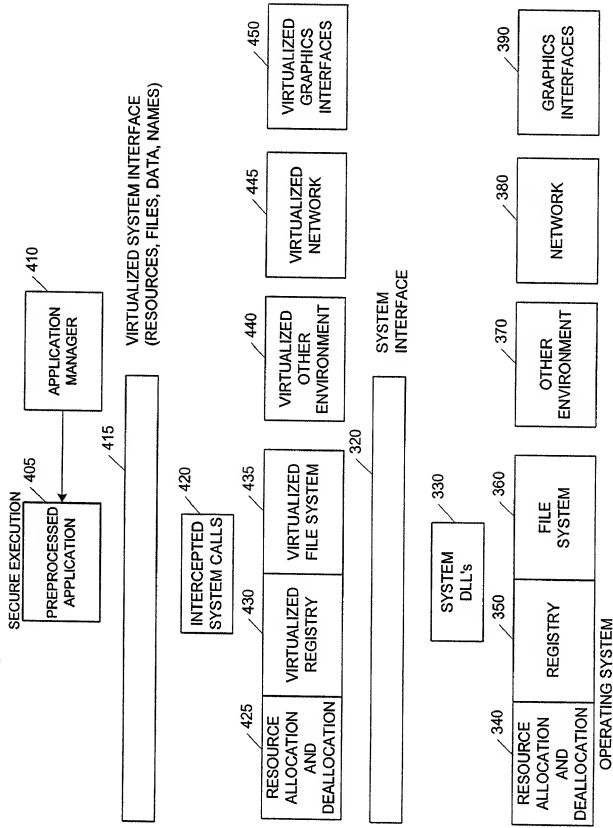 SECURE EXECUTION
405
PREPROCESSED
APPLICATION
410
APPLICATION
MANAGER
415
VIRTUALIZED SYSTEM INTERFACE
(RESOURCES, FILES, DATA, NAMES)
420
INTERCEPTED
SYSTEM CALLS
425
RESOURCE
ALLOCATION
AND
DEALLOCATION
430
VIRTUALIZED
REGISTRY
435
VIRTUALIZED
FILE SYSTEM
440
VIRTUALIZED
OTHER
ENVIRONMENT
445
VIRTUALIZED
NETWORK
450
VIRTUALIZED
GRAPHICS
INTERFACES
320
SYSTEM
INTERFACE
330
SYSTEM
DLL's
340
RESOURCE
ALLOCATION
AND
DEALLOCATION
350
REGISTRY
360
FILE
SYSTEM
370
OTHER
ENVIRONMENT
380
NETWORK
390
GRAPHICS
INTERFACES
OPERATING SYSTEM